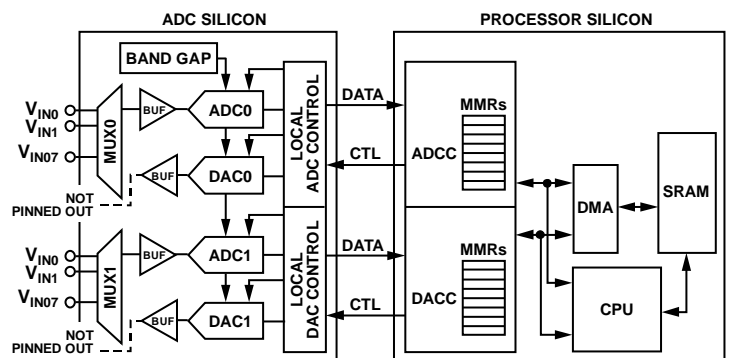 ADC SILICON
BAND GAP
VIN0
VIN1
VIN07
MUX0
BUF
ADC0
BUF
DAC0
NOT
PINNED OUT
LOCAL
ADC CONTROL
VIN0
VIN1
VIN07
MUX1
BUF
ADC1
BUF
DAC1
NOT
PINNED OUT
LOCAL
DAC CONTROL
DATA
CTL
DATA
CTL
PROCESSOR SILICON
MMRs
ADCC
MMRs
DACC
DMA
SRAM
CPU